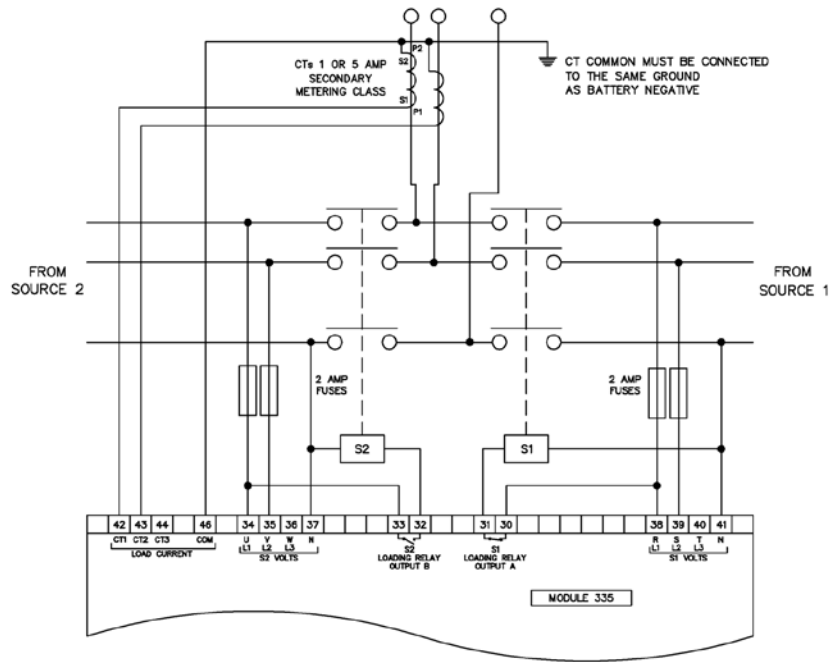 P2
S2
CTs 1 OR 5 AMP
SECONDARY
METERING CLASS
S1
P1
CT COMMON MUST BE CONNECTED
TO THE SAME GROUND
AS BATTERY NEGATIVE
FROM
SOURCE 2
FROM
SOURCE 1
2 AMP
FUSES
2 AMP
FUSES
S2
S1
42 43 44 46 34 35 36 37 33 32 31 30 38 39 40 41
CT1 CT2 CT3 COM
LOAD CURRENT
U V W N
L1 L2 L3
S2 VOLTS
S2
LOADING RELAY
OUTPUT B
S1
LOADING RELAY
OUTPUT A
R S T N
L1 L2 L3
S1 VOLTS
MODULE 335